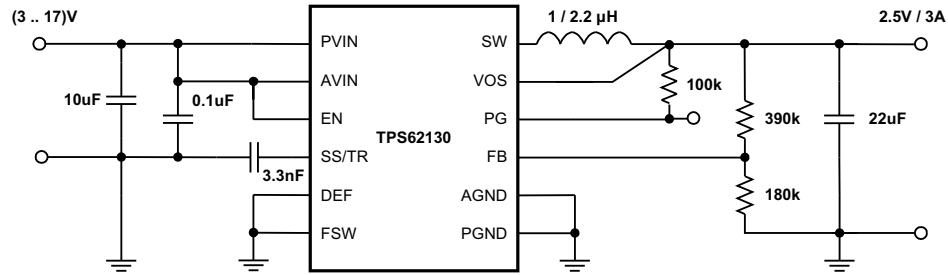 (3 .. 17)V
1 / 2.2 µH
2.5V / 3A
PVIN
SW
AVIN
VOS
10uF
0.1uF
100k
EN
PG
390k
22uF
TPS62130
SS/TR
FB
3.3nF
DEF
AGND
180k
FSW
PGND